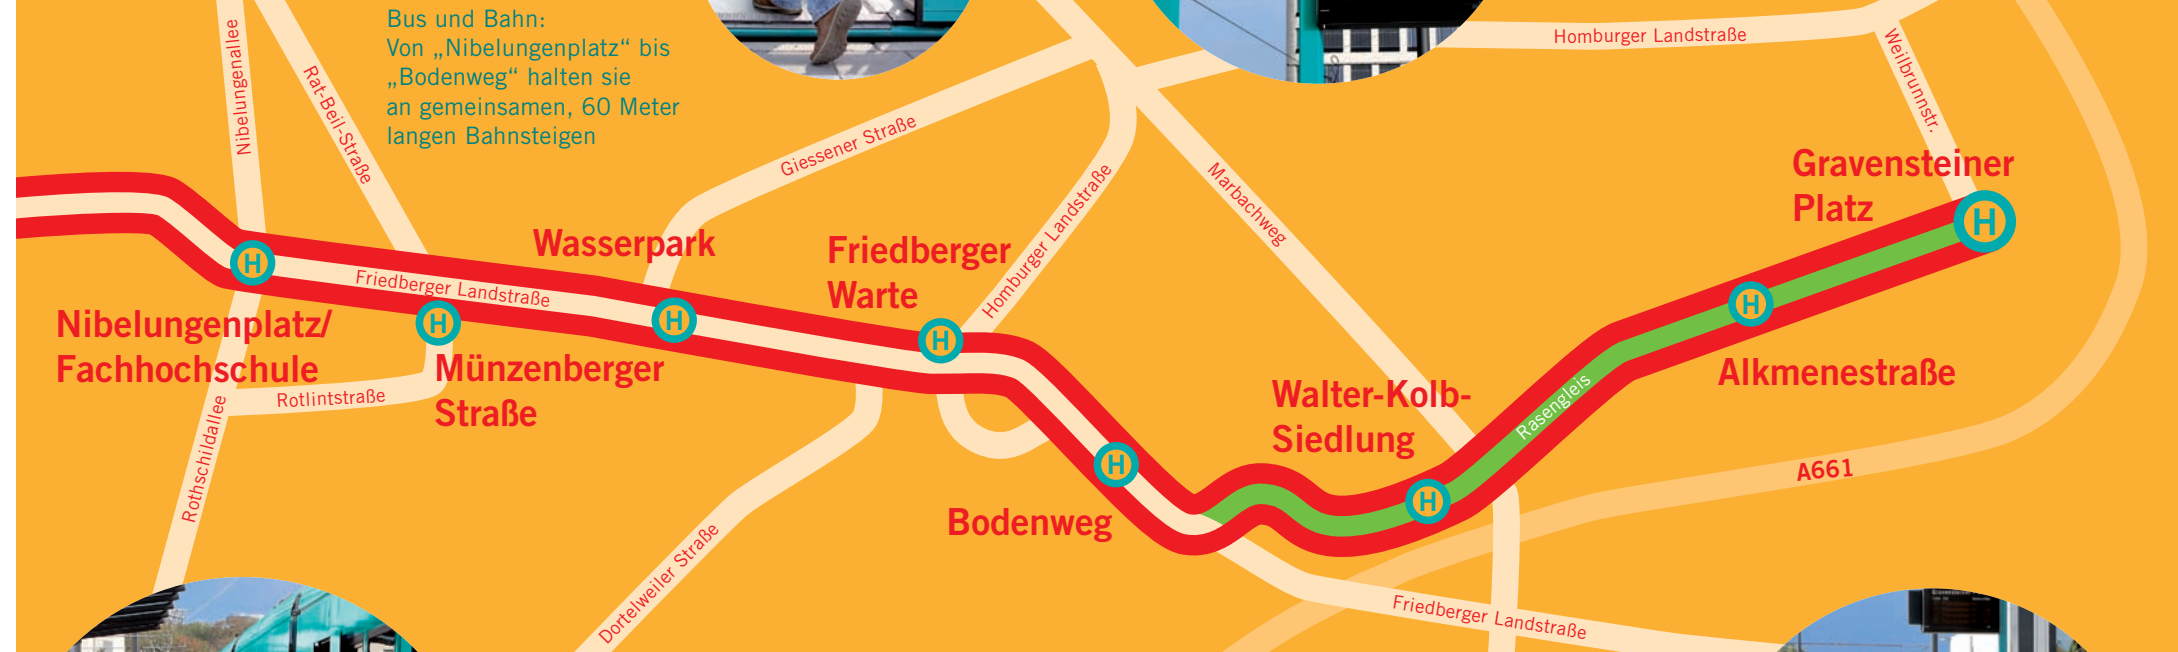 Bus und Bahn:
Von „Nibelungenplatz“ bis
„Bodenweg“ halten sie
an gemeinsamen, 60 Meter
langen Bahnsteigen
Nibelungenallee
Rat-Beil-Straße
Giessener Straße
Homburger Landstraße
Marbachweg
Homburger Landstraße
Weilbrunnstr.
Gravensteiner
Platz
H
Wasserpark
Friedberger
Warte
H
Friedberger Landstraße
H
H
H
H
Nibelungenplatz/
Fachhochschule
Münzenberger
Straße
Rotlintstraße
Rothschildallee
Walter-Kolb-
Siedlung
Rasengleis
H
Alkmenestraße
H
Bodenweg
H
A661
Dortelweiler Straße
Friedberger Landstraße